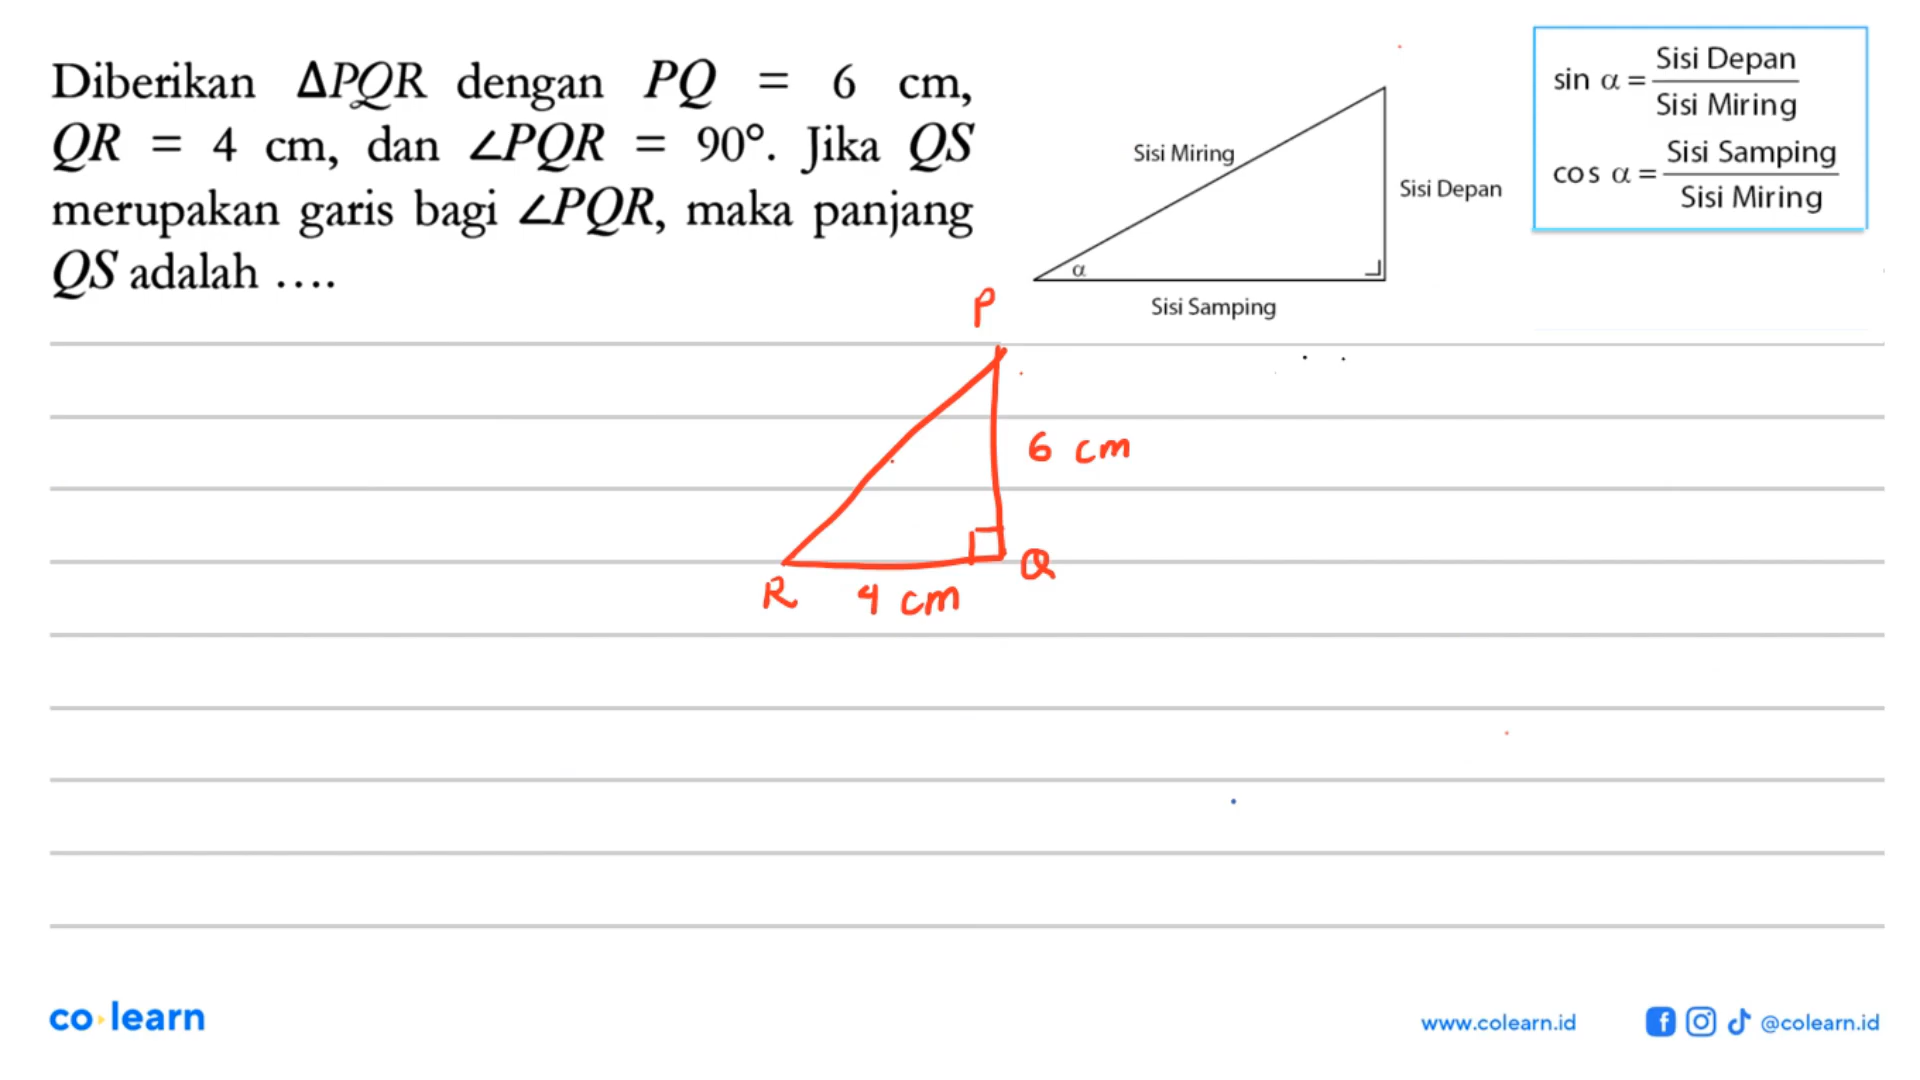 Diberikan ΔPQR dengan PQ = 6 cm,
QR = 4 cm, dan ∠PQR = 90°. Jika QS
merupakan garis bagi ∠PQR, maka panjang
QS adalah ....
Sisi Miring
Sisi Depan
α
Sisi Samping
sin α = Sisi Depan / Sisi Miring
cos α = Sisi Samping / Sisi Miring
P
6 cm
Q
R 4 cm
co learn
www.colearn.id
@colearn.id